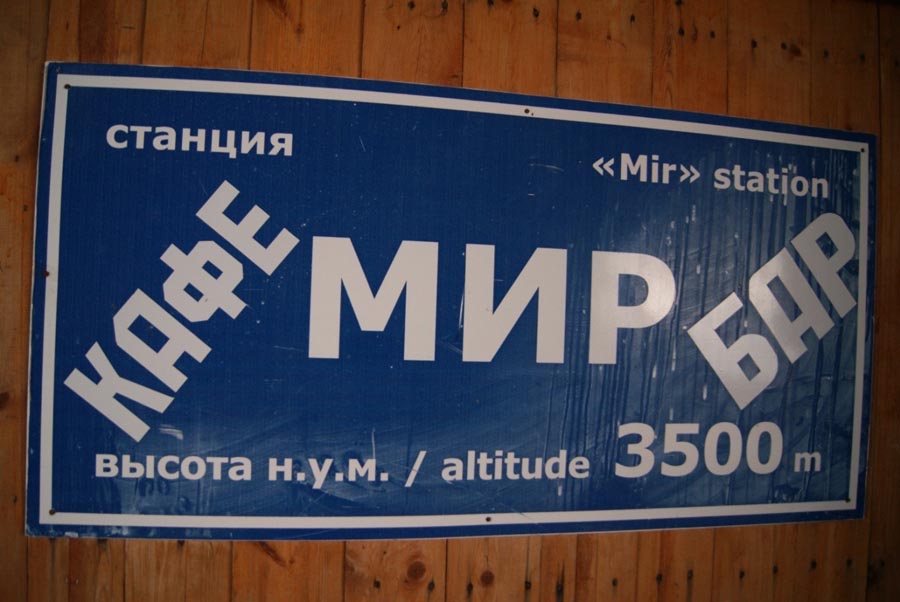 станция
«Mir» station
КАФЕ
МИР
БАР
высота н.у.м. / altitude 3500 m